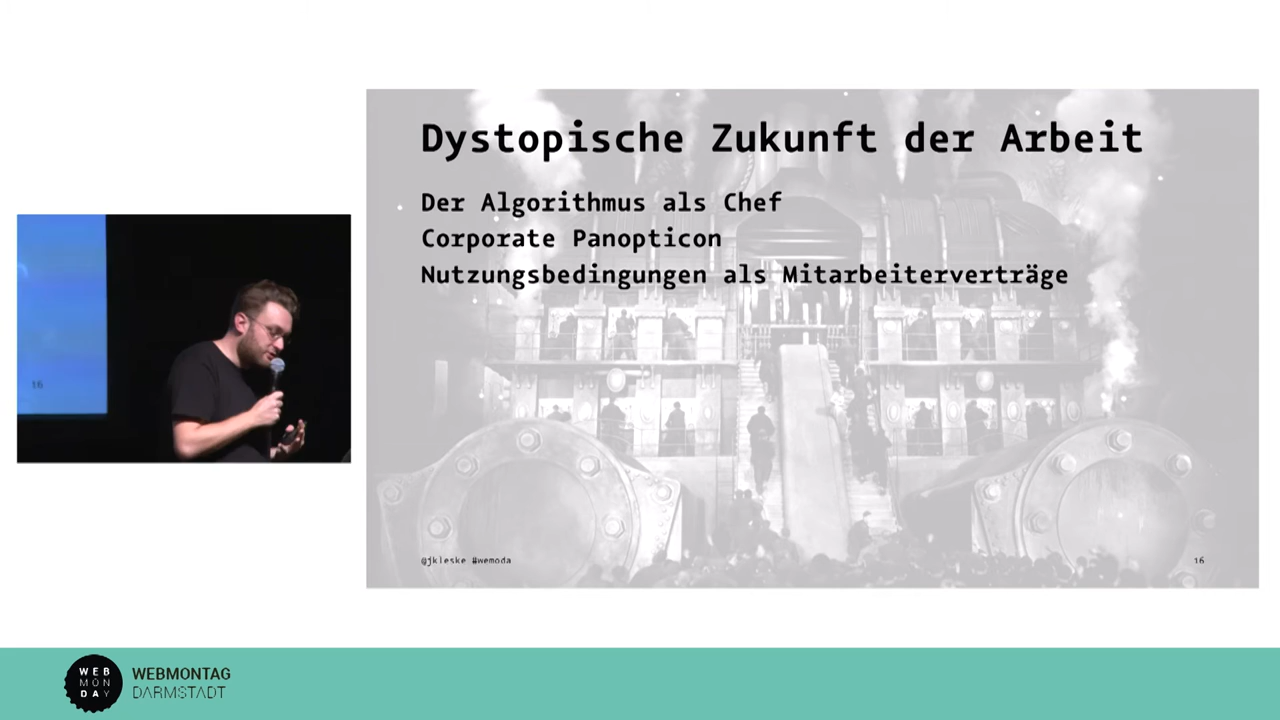 Dystopische Zukunft der Arbeit
Der Algorithmus als Chef
Corporate Panopticon
Nutzungsbedingungen als Mitarbeiterverträge
@jkleske #wemoda
16
16
WEB
MON
DAY
WEBMONTAG
DARMSTADT